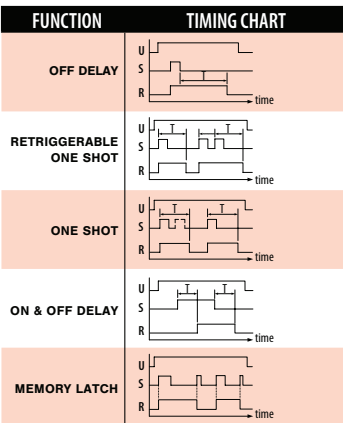 FUNCTION TIMING CHART
OFF DELAY
U
S
T
R
time
RETRIGGERABLE
ONE SHOT
U
T T
S
R
time
ONE SHOT
U
T T
S
R
time
ON & OFF DELAY
U
T T
S
R
time
MEMORY LATCH
U
S
R
time